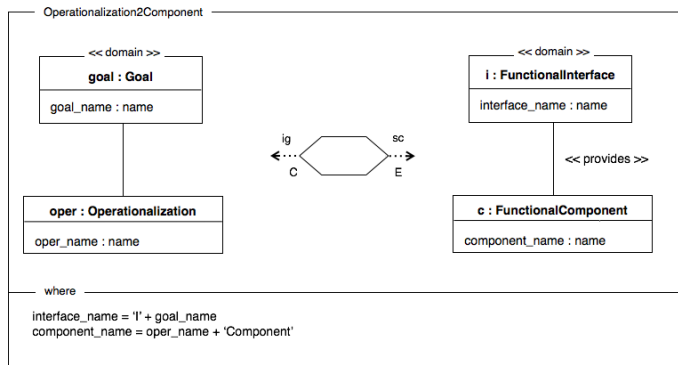 Operationalization2Component
<< domain >>
goal : Goal
goal_name : name
oper : Operationalization
oper_name : name
ig
C
sc
E
<< domain >>
i : FunctionalInterface
interface_name : name
<< provides >>
c : FunctionalComponent
component_name : name
where
interface_name = ‘I’ + goal_name
component_name = oper_name + ‘Component’